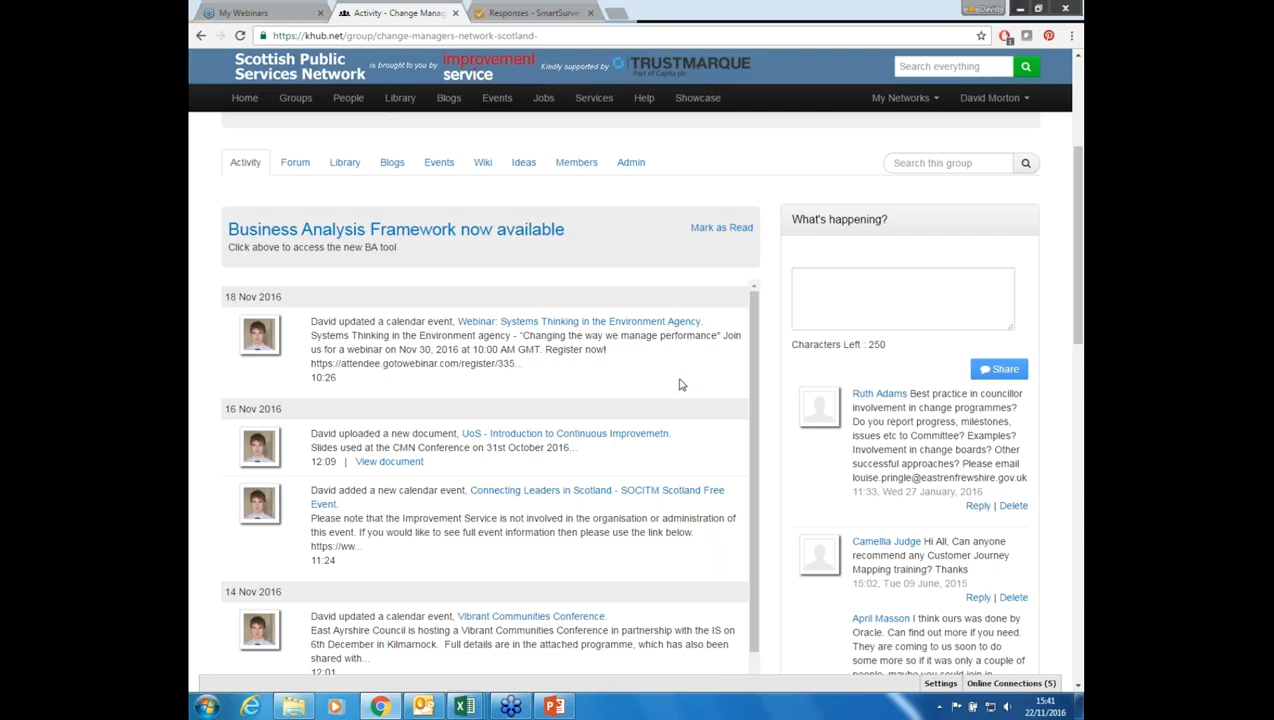 My Webinars
Activity - Change Manag
Responses - SmartSurve
Davids
https://khub.net/group/change-managers-network-scotland-
1
Scottish Public
Services Network
is brought to you by
improvement
service
Kindly supported by
TRUSTMARQUE
Part of Capita plc
Search everything
Home Groups People Library Blogs Events Jobs Services Help Showcase
My Networks David Morton
Activity Forum Library Blogs Events Wiki Ideas Members Admin
Search this group
Business Analysis Framework now available
Mark as Read
Click above to access the new BA tool
18 Nov 2016
David updated a calendar event, Webinar: Systems Thinking in the Environment Agency.
Systems Thinking in the Environment agency - "Changing the way we manage performance" Join
us for a webinar on Nov 30, 2016 at 10:00 AM GMT. Register now!
https://attendee.gotowebinar.com/register/335...
10:26
16 Nov 2016
David uploaded a new document, UoS - Introduction to Continuous Improvemetn.
Slides used at the CMN Conference on 31st October 2016...
12:09 | View document
David added a new calendar event, Connecting Leaders in Scotland - SOCITM Scotland Free
Event.
Please note that the Improvement Service is not involved in the organisation or administration of
this event. If you would like to see full event information then please use the link below.
https://ww...
11:24
14 Nov 2016
David updated a calendar event, Vibrant Communities Conference.
East Ayrshire Council is hosting a Vibrant Communities Conference in partnership with the IS on
6th December in Kilmarnock. Full details are in the attached programme, which has also been
shared with...
12:01
What's happening?
Characters Left : 250
Share
Ruth Adams Best practice in councillor
involvement in change programmes?
Do you report progress, milestones,
issues etc to Committee? Examples?
Involvement in change boards? Other
successful approaches? Please email
louise.pringle@eastrenfrewshire.gov.uk
11:33, Wed 27 January, 2016
Reply | Delete
Camellia Judge Hi All, Can anyone
recommend any Customer Journey
Mapping training? Thanks
15:02, Tue 09 June, 2015
Reply | Delete
April Masson I think ours was done by
Oracle. Can find out more if you need.
They are coming to us soon to do
some more so if it was only a couple of
people, maybe you could join in
Settings
Online Connections (5)
15:41
22/11/2016